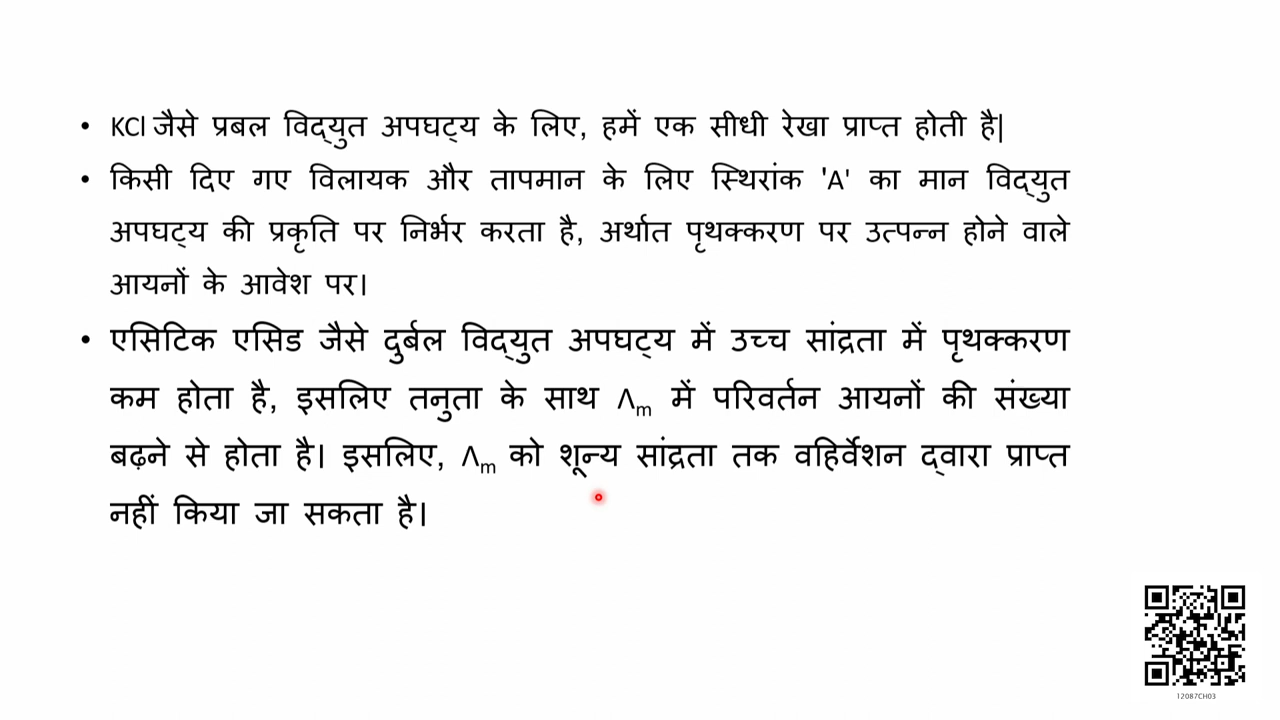 • KCl जैसे प्रबल विद्युत अपघट्य के लिए, हमें एक सीधी रेखा प्राप्त होती है|
• किसी दिए गए विलायक और तापमान के लिए स्थिरांक 'A' का मान विद्युत
अपघट्य की प्रकृति पर निर्भर करता है, अर्थात पृथक्करण पर उत्पन्न होने वाले
आयनों के आवेश पर।
• एसिटिक एसिड जैसे दुर्बल विद्युत अपघट्य में उच्च सांद्रता में पृथक्करण
कम होता है, इसलिए तनुता के साथ Λm में परिवर्तन आयनों की संख्या
बढ़ने से होता है। इसलिए, Λm को शून्य सांद्रता तक वहिर्वेशन द्वारा प्राप्त
नहीं किया जा सकता है।
12087CH03